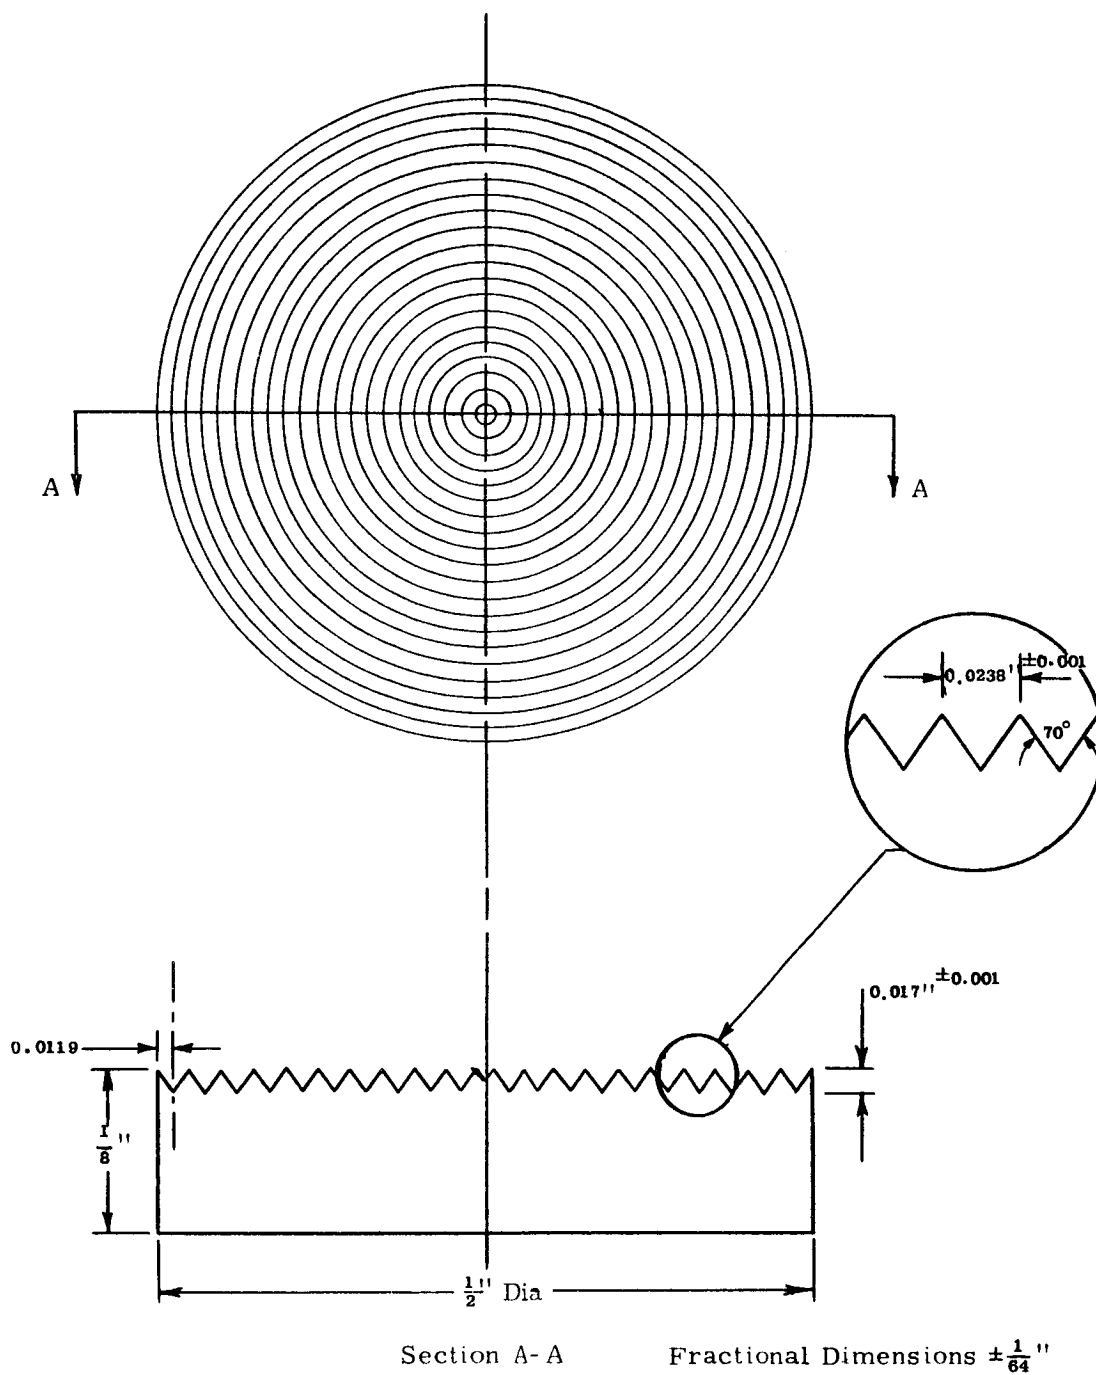 A A
0.0238" ±0.001
70°
0.017" ±0.001
0.0119
1/8 "
1/2 " Dia
Section A-A Fractional Dimensions ± 1/64 "